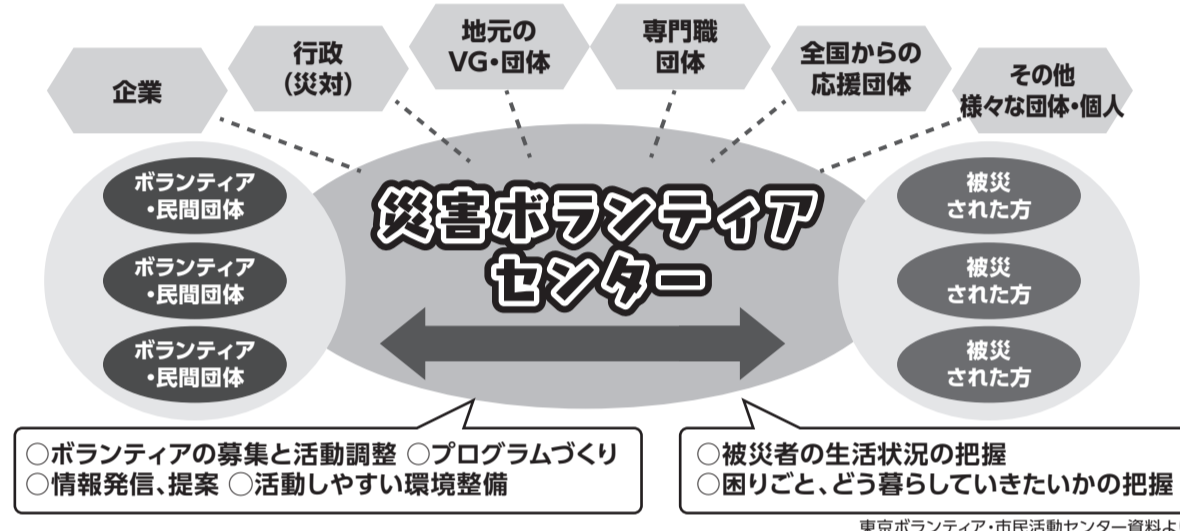 企業
行政
(災対)
地元の
VG・団体
専門職
団体
全国からの
応援団体
その他
様々な団体・個人
ボランティア
・民間団体
ボランティア
・民間団体
ボランティア
・民間団体
災害ボランティア
センター
被災
された方
被災
された方
被災
された方
○ボランティアの募集と活動調整 ○プログラムづくり
○情報発信、提案 ○活動しやすい環境整備
○被災者の生活状況の把握
○困りごと、どう暮らしていきたいかの把握
東京ボランティア・市民活動センター資料よ